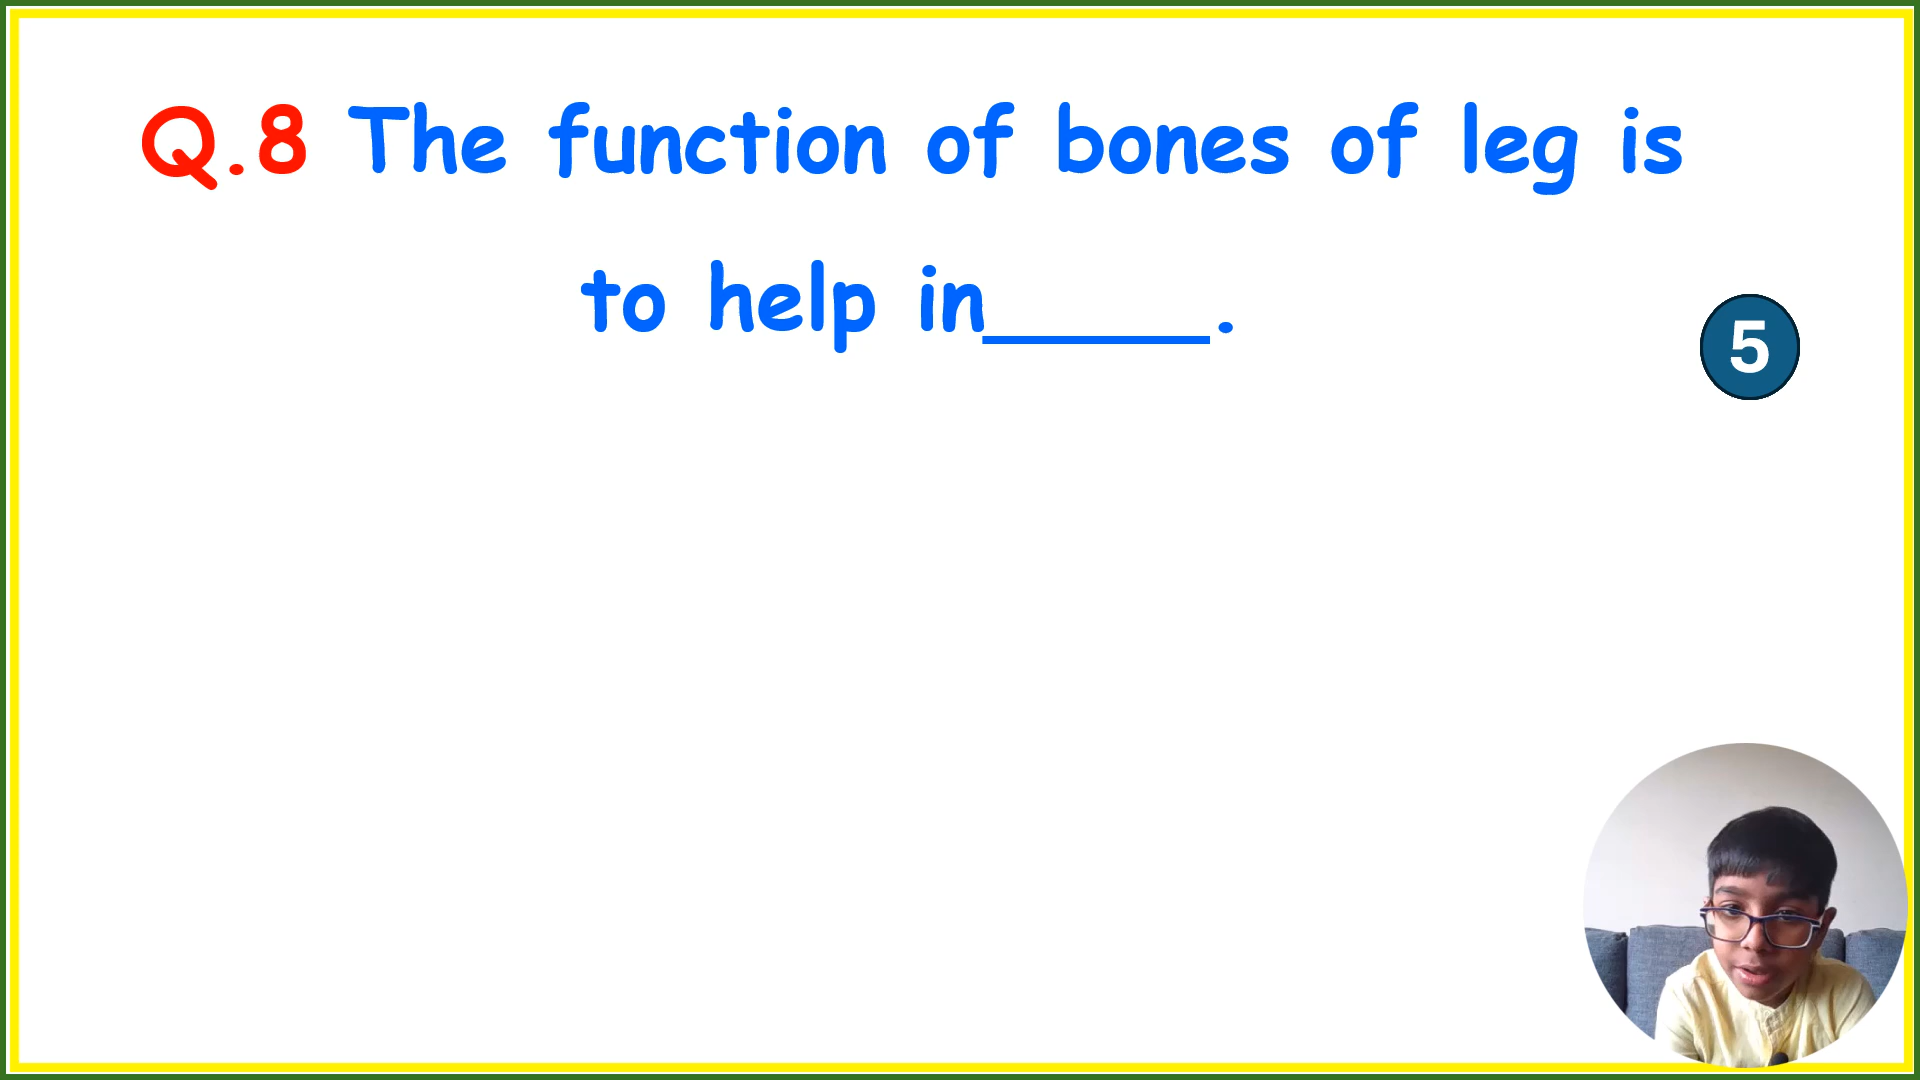 Q.8 The function of bones of leg is
to help in_____.
5